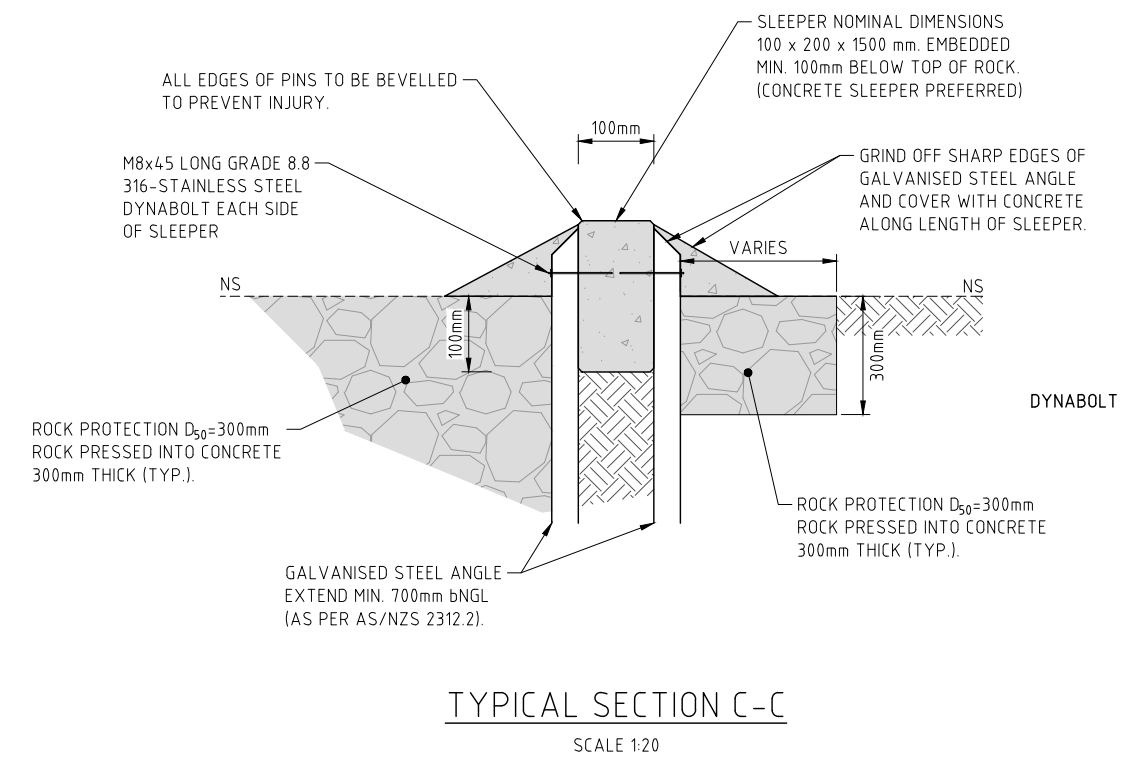 SLEEPER NOMINAL DIMENSIONS
100 x 200 x 1500 mm. EMBEDDED
MIN. 100mm BELOW TOP OF ROCK.
(CONCRETE SLEEPER PREFERRED)
ALL EDGES OF PINS TO BE BEVELLED
TO PREVENT INJURY.
100mm
M8x45 LONG GRADE 8.8
316-STAINLESS STEEL
DYNABOLT EACH SIDE
OF SLEEPER
GRIND OFF SHARP EDGES OF
GALVANISED STEEL ANGLE
AND COVER WITH CONCRETE
ALONG LENGTH OF SLEEPER.
VARIES
NS
NS
100mm
300mm
DYNABOLT
ROCK PROTECTION D50=300mm
ROCK PRESSED INTO CONCRETE
300mm THICK (TYP.).
ROCK PROTECTION D50=300mm
ROCK PRESSED INTO CONCRETE
300mm THICK (TYP.).
GALVANISED STEEL ANGLE
EXTEND MIN. 700mm bNGL
(AS PER AS/NZS 2312.2).
TYPICAL SECTION C-C
SCALE 1:20